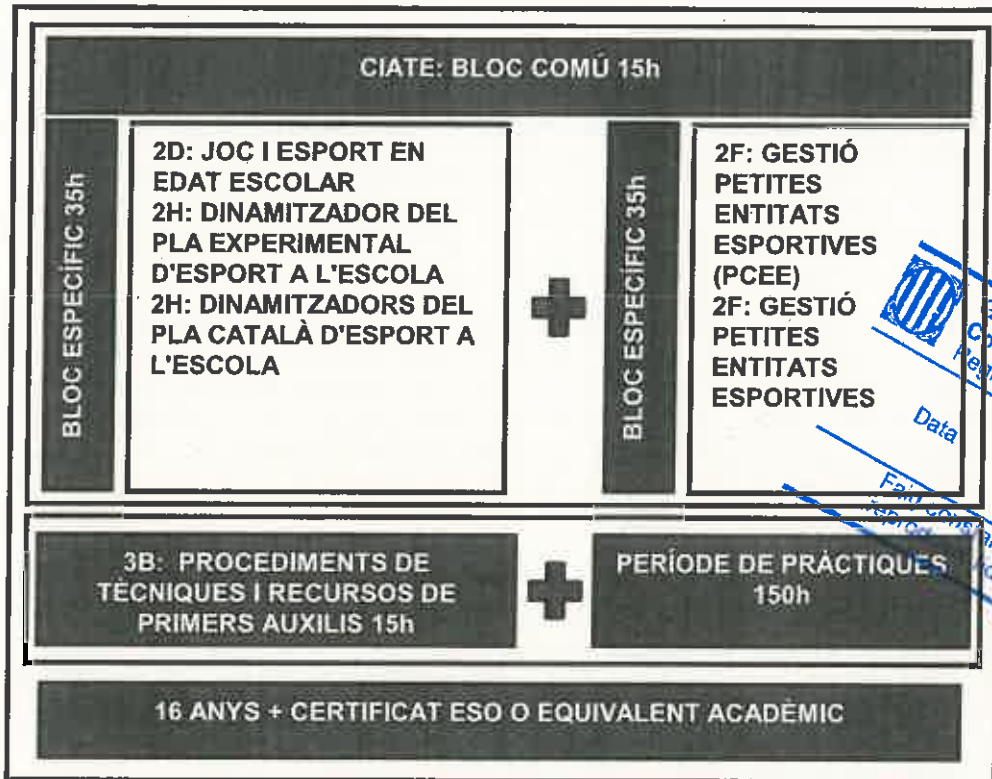 CIATE: BLOC COMÚ 15h
BLOC ESPECÍFIC 35h
2D: JOC I ESPORT EN
EDAT ESCOLAR
2H: DINAMITZADOR DEL
PLA EXPERIMENTAL
D'ESPORT A L'ESCOLA
2H: DINAMITZADORS DEL
PLA CATALÀ D'ESPORT A
L'ESCOLA
BLOC ESPECÍFIC 35h
2F: GESTIÓ
PETITES
ENTITATS
ESPORTIVES
(PCEE)
2F: GESTIÓ
PETITES
ENTITATS
ESPORTIVES
Data
3B: PROCEDIMENTS DE
TÈCNIQUES I RECURSOS DE
PRIMERS AUXILIS 15h
PERÍODE DE PRÀCTIQUES
150h
16 ANYS + CERTIFICAT ESO O EQUIVALENT ACADÈMIC